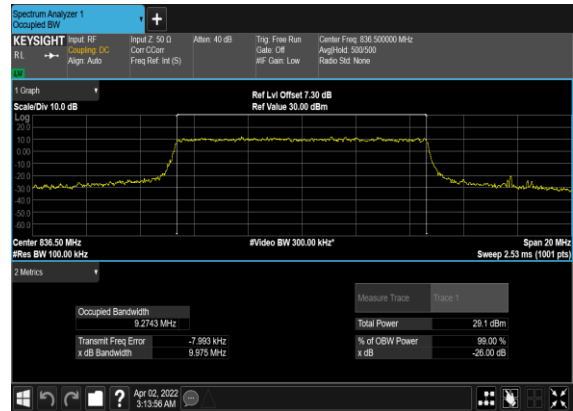 Spectrum Analyzer 1
Occupied BW
+
KEYSIGHT Input: RF Input Z: 50 Ω Atten: 40 dB Trig: Free Run Center Freq: 836.500000 MHz
RL Coupling: DC Corr CCorr Gate: Off Avg|Hold: 500/500
Align: Auto Freq Ref: Int (S) #IF Gain: Low Radio Std: None
LW
1 Graph
Ref Lvl Offset 7.30 dB
Scale/Div 10.0 dB Ref Value 30.00 dBm
Log
20.0
10.0
0.00
-10.0
-20.0
-30.0
-40.0
-50.0
-60.0
Center 836.50 MHz #Video BW 300.00 kHz* Span 20 MHz
#Res BW 100.00 kHz Sweep 2.53 ms (1001 pts)
2 Metrics
Measure Trace Trace 1
Occupied Bandwidth
9.2743 MHz Total Power 29.1 dBm
Transmit Freq Error -7.993 kHz % of OBW Power 99.00 %
x dB Bandwidth 9.975 MHz x dB -26.00 dB
? Apr 02, 2022
3:13:56 AM